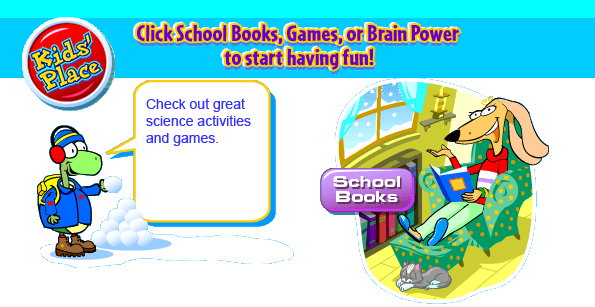 Click School Books, Games, or Brain Power
to start having fun!
Kids'
Place
Check out great
science activities
and games.
School
Books